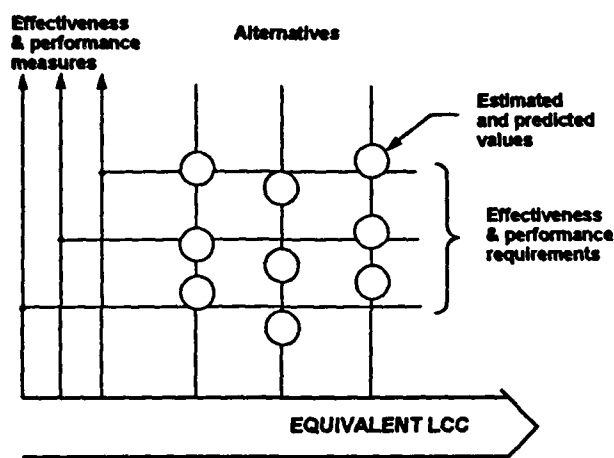 Effectiveness
& performance
measures
Alternatives
Estimated
and predicted
values
Effectiveness
& performance
requirements
EQUIVALENT LCC